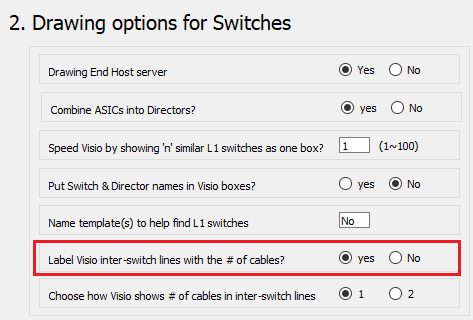 2. Drawing options for Switches
Drawing End Host server Yes No
Combine ASICs into Directors? yes No
Speed Visio by showing 'n' similar L1 switches as one box? 1 (1~100)
Put Switch & Director names in Visio boxes? yes No
Name template(s) to help find L1 switches No
Label Visio inter-switch lines with the # of cables? yes No
Choose how Visio shows # of cables in inter-switch lines 1 2